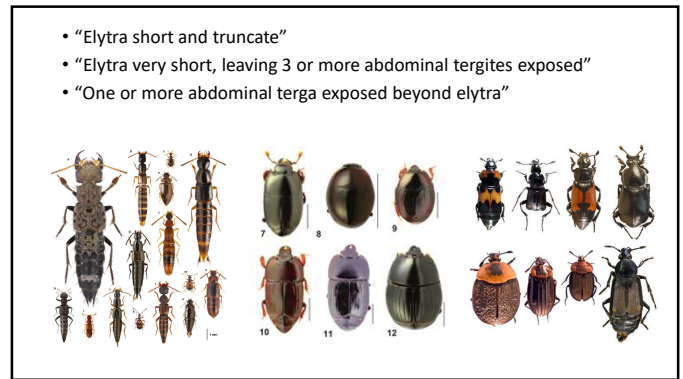 • “Elytra short and truncate”
• “Elytra very short, leaving 3 or more abdominal tergites exposed”
• “One or more abdominal terga exposed beyond elytra”
7
8
9
10
11
12